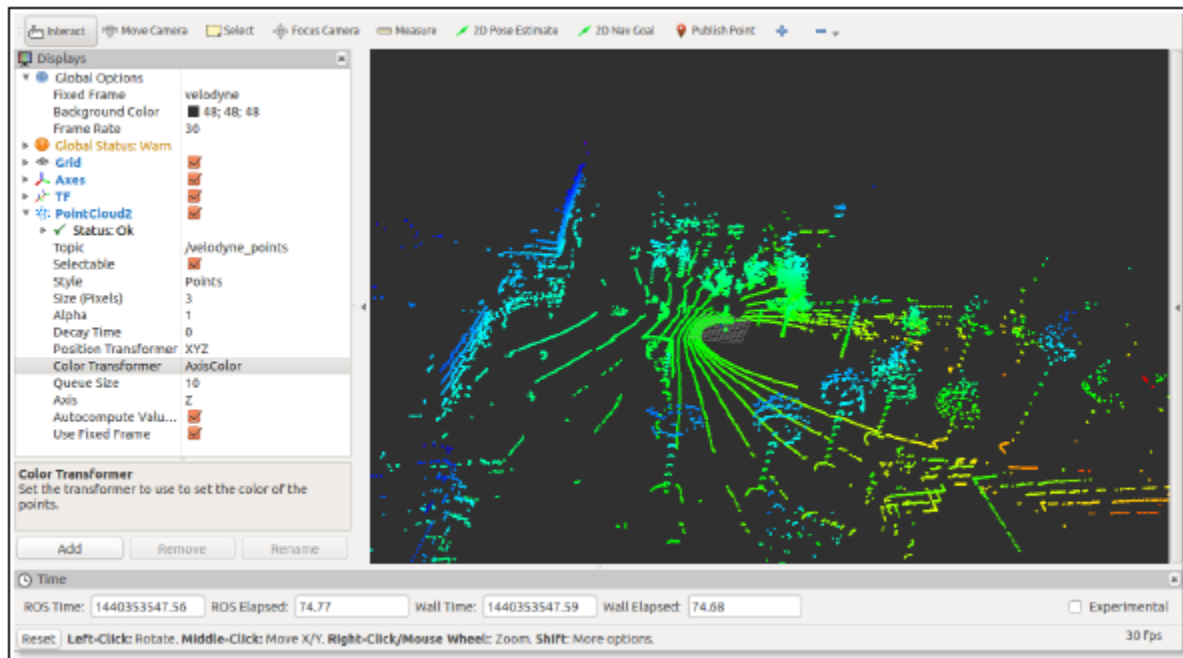 Interact Move Camera Select Focus Camera Measure 2D Pose Estimate 2D Nav Goal Publish Point
Displays
Global Options
Fixed Frame velodyne
Background Color 48; 48; 48
Frame Rate 30
Global Status: Warn
Grid
Axes
TF
PointCloud2
Status: Ok
Topic /velodyne_points
Selectable
Style Points
Size (Pixels) 3
Alpha 1
Decay Time 0
Position Transformer XYZ
Color Transformer AxisColor
Queue Size 10
Axis Z
Autocompute Valu...
Use Fixed Frame
Color Transformer
Set the transformer to use to set the color of the
points.
Add Remove Rename
Time
ROS Time: 1440353547.56 ROS Elapsed: 74.77 Wall Time: 1440353547.59 Wall Elapsed: 74.68 Experimental
Reset Left-Click: Rotate. Middle-Click: Move X/Y. Right-Click/Mouse Wheel: Zoom. Shift: More options. 30 fps